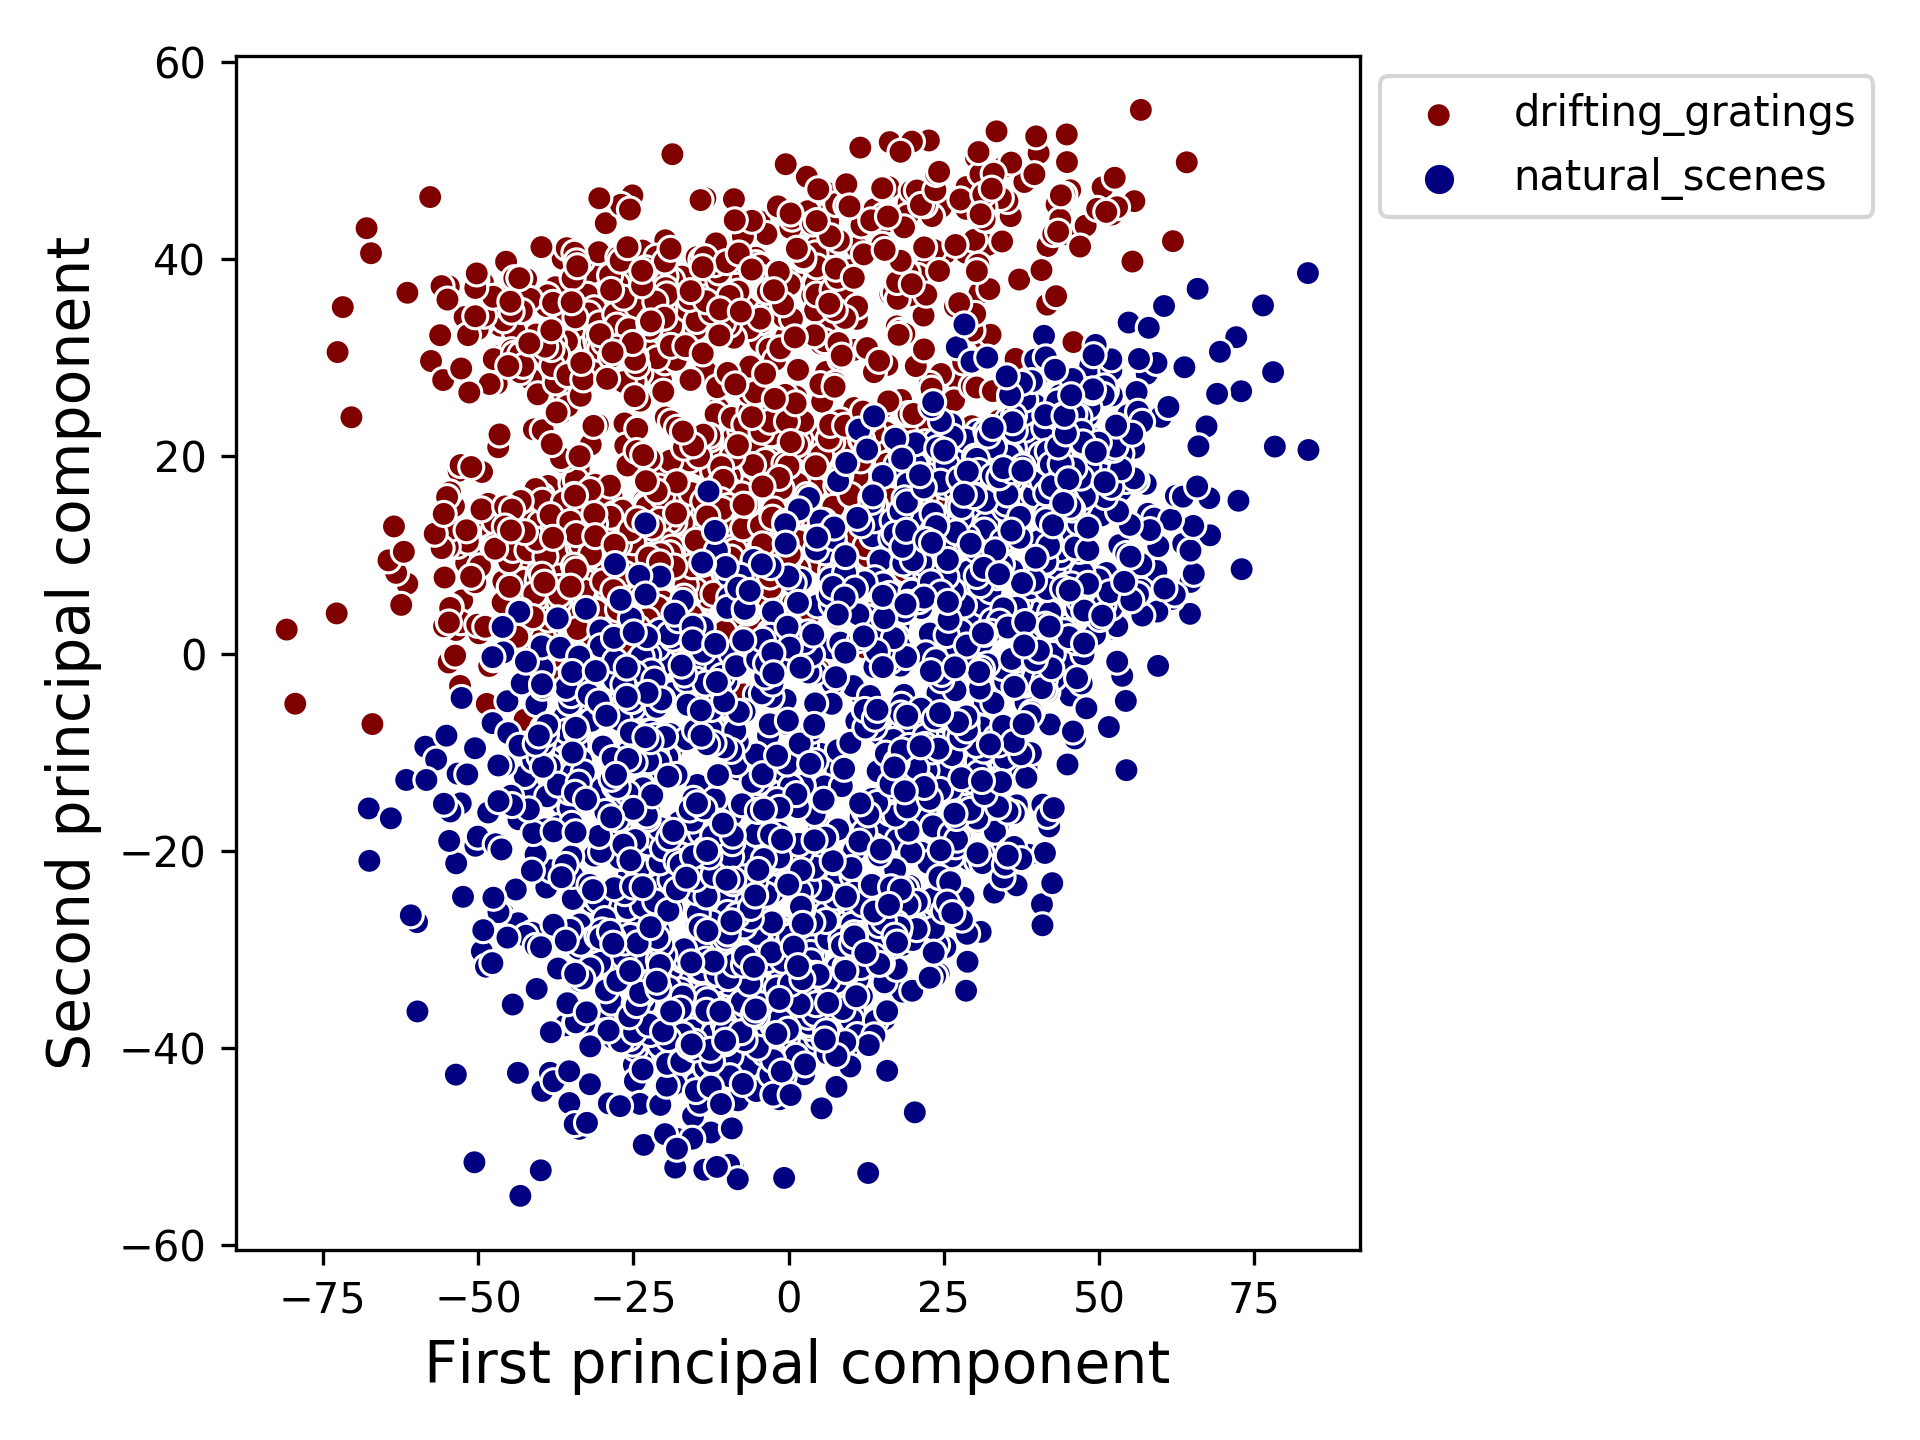 60
40
20
0
−20
−40
−60
Second principal component
−75 −50 −25 0 25 50 75
First principal component
drifting_gratings
natural_scenes